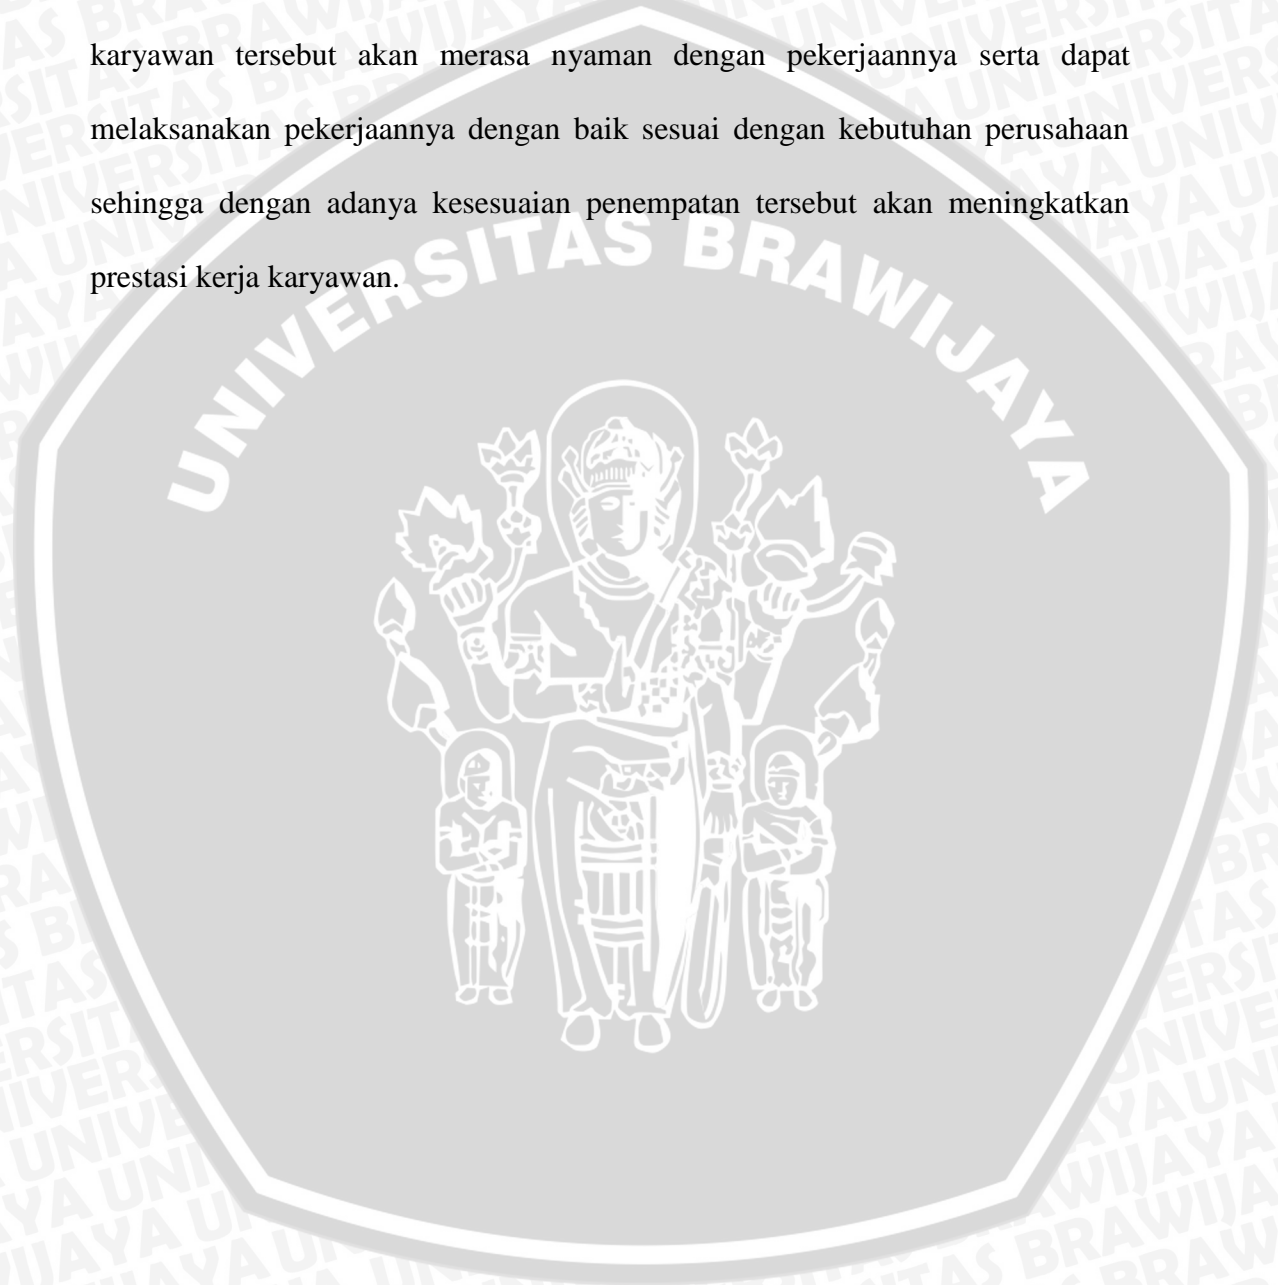 karyawan tersebut akan merasa nyaman dengan pekerjaannya serta dapat
melaksanakan pekerjaannya dengan baik sesuai dengan kebutuhan perusahaan
sehingga dengan adanya kesesuaian penempatan tersebut akan meningkatkan
prestasi kerja karyawan.
UNIVERSITAS BRAWIJAYA